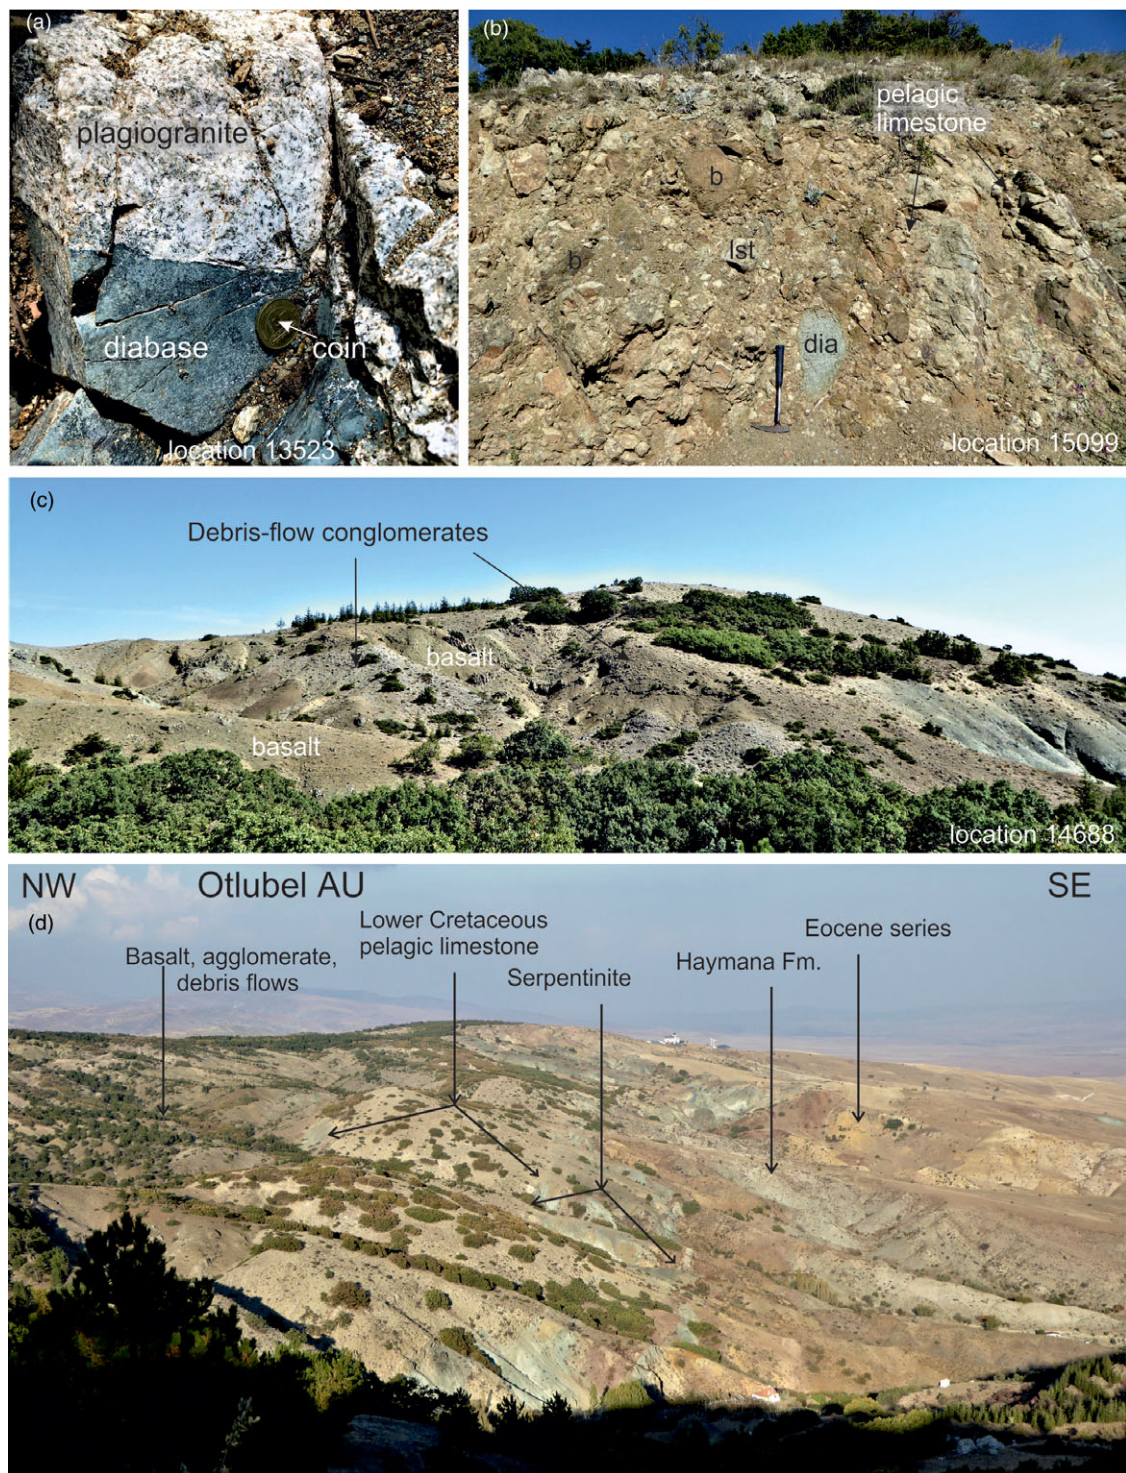 (a)
plagiogranite
diabase
coin
location 13523
(b)
pelagic
limestone
b
b
lst
dia
location 15099
(c)
Debris-flow conglomerates
basalt
basalt
location 14688
NW
Otlubel AU
SE
(d)
Lower Cretaceous
pelagic limestone
Basalt, agglomerate,
debris flows
Serpentinite
Haymana Fm.
Eocene series